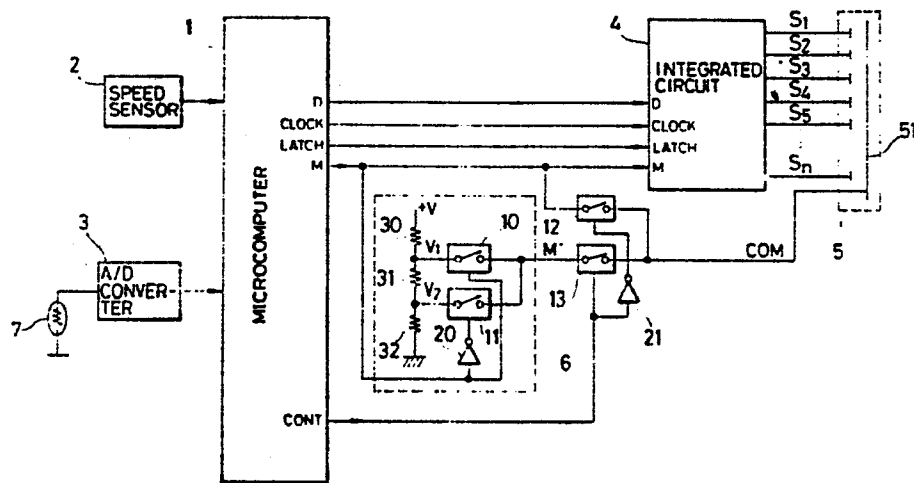 1
2
SPEED
SENSOR
3
A/D
CONVER
TER
7
MICROCOMPUTER
D
CLOCK
LATCH
M
CONT
4
INTEGRATED
CIRCUIT
D
CLOCK
LATCH
M
S1
S2
S3
S4
S5
Sn
51
5
+V
30
V1
10
31
V7
32
20
11
12
M'
13
COM
21
6